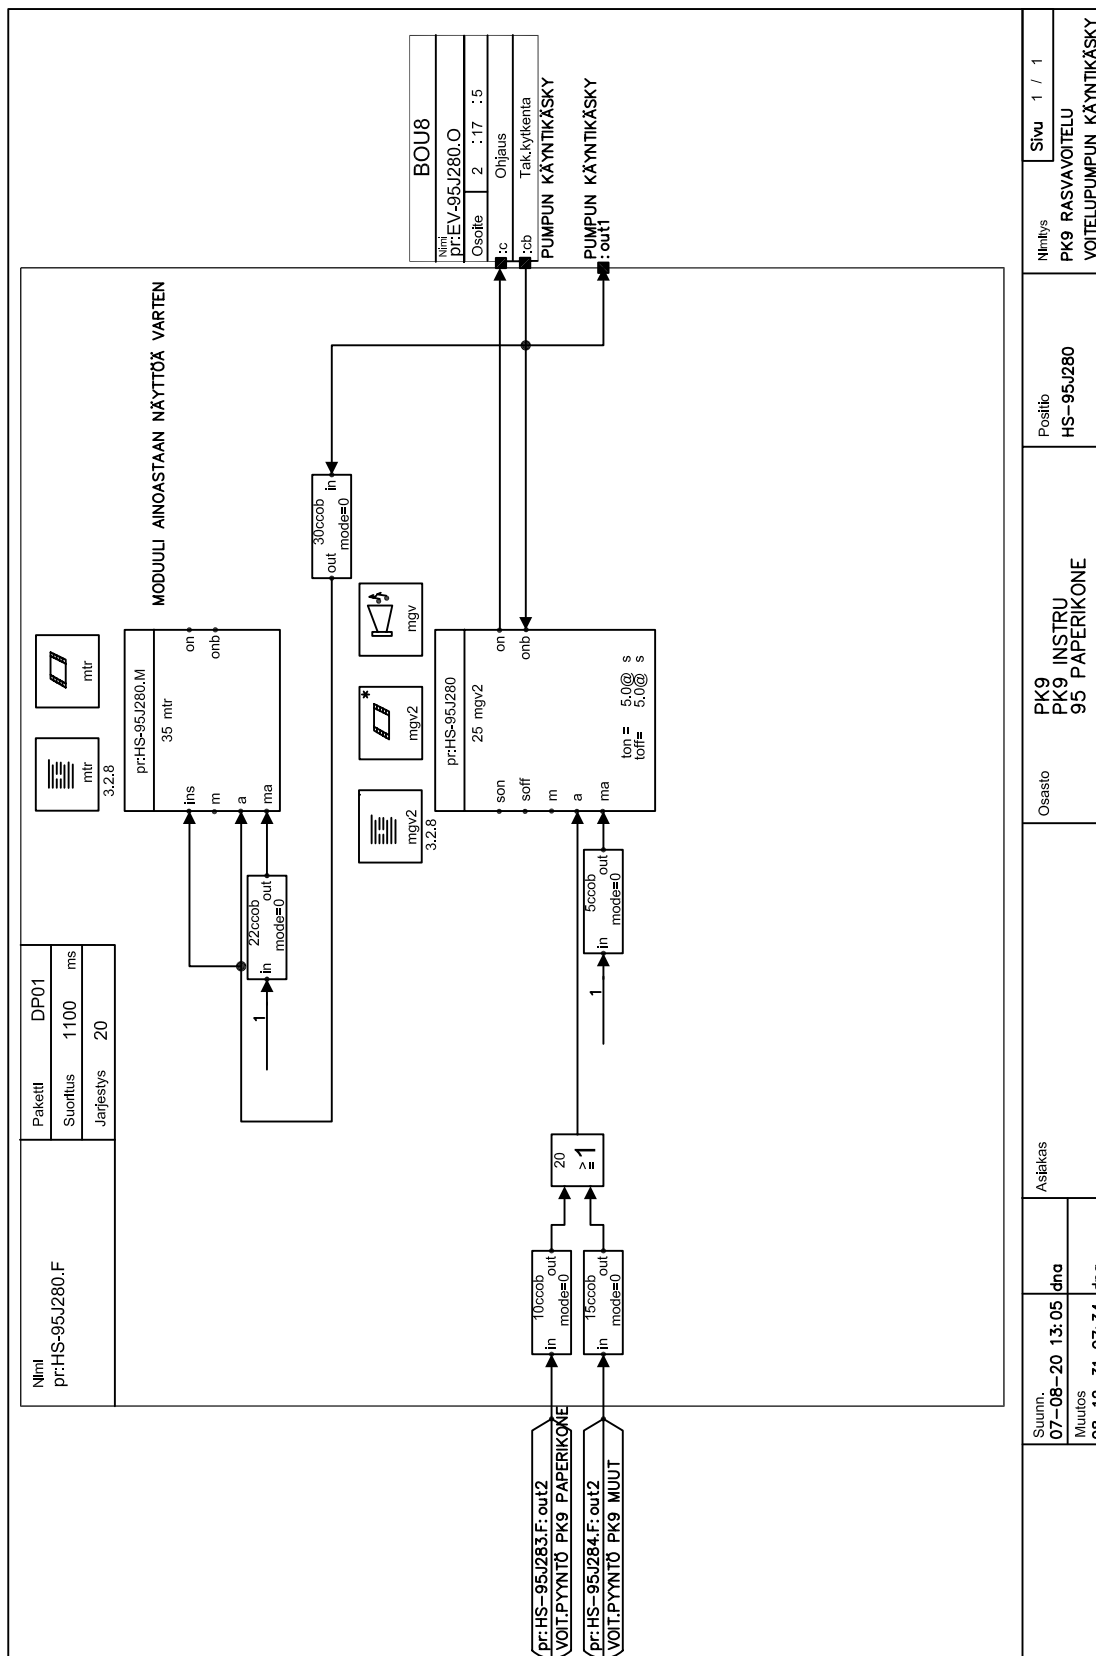 Nimi
pr:HS-95J280.F
Paketti DP01
Suoritus 1100 ms
Jarjestys 20
mtr
3.2.8
mtr
MODUULI AINOASTAAN NÄYTTÖÄ VARTEN
pr:HS-95J280.M
35 mtr
ins
m
a
ma
on
onb
1
22ccob
in out
mode=0
30ccob
out in
mode=0
mgv2
3.2.8
mgv2
*
mgv
pr:HS-95J280
25 mgv2
son
soff
m
a
ma
on
onb
ton = 5.0@ s
toff= 5.0@ s
1
5ccob
in out
mode=0
20
>=1
10ccob
in out
mode=0
15ccob
in out
mode=0
pr:HS-95J283.F:out2
VOIT.PYYNTÖ PK9 PAPERIKONE
pr:HS-95J284.F:out2
VOIT.PYYNTÖ PK9 MUUT
BOU8
Nimi
pr:EV-95J280.O
Osoite 2 :17 :5
:c Ohjaus
:cb Tak.kytkenta
PUMPUN KÄYNTIKÄSKY
PUMPUN KÄYNTIKÄSKY
:out1
Suunn.
07-08-20 13:05 dna
Muutos
Asiakas
Osasto
PK9
PK9 INSTRU
95 PAPERIKONE
Positio
HS-95J280
Nimitys
PK9 RASVAVOITELU
VOITELUPUMPUN KÄYNTIKÄSKY
Sivu 1 / 1